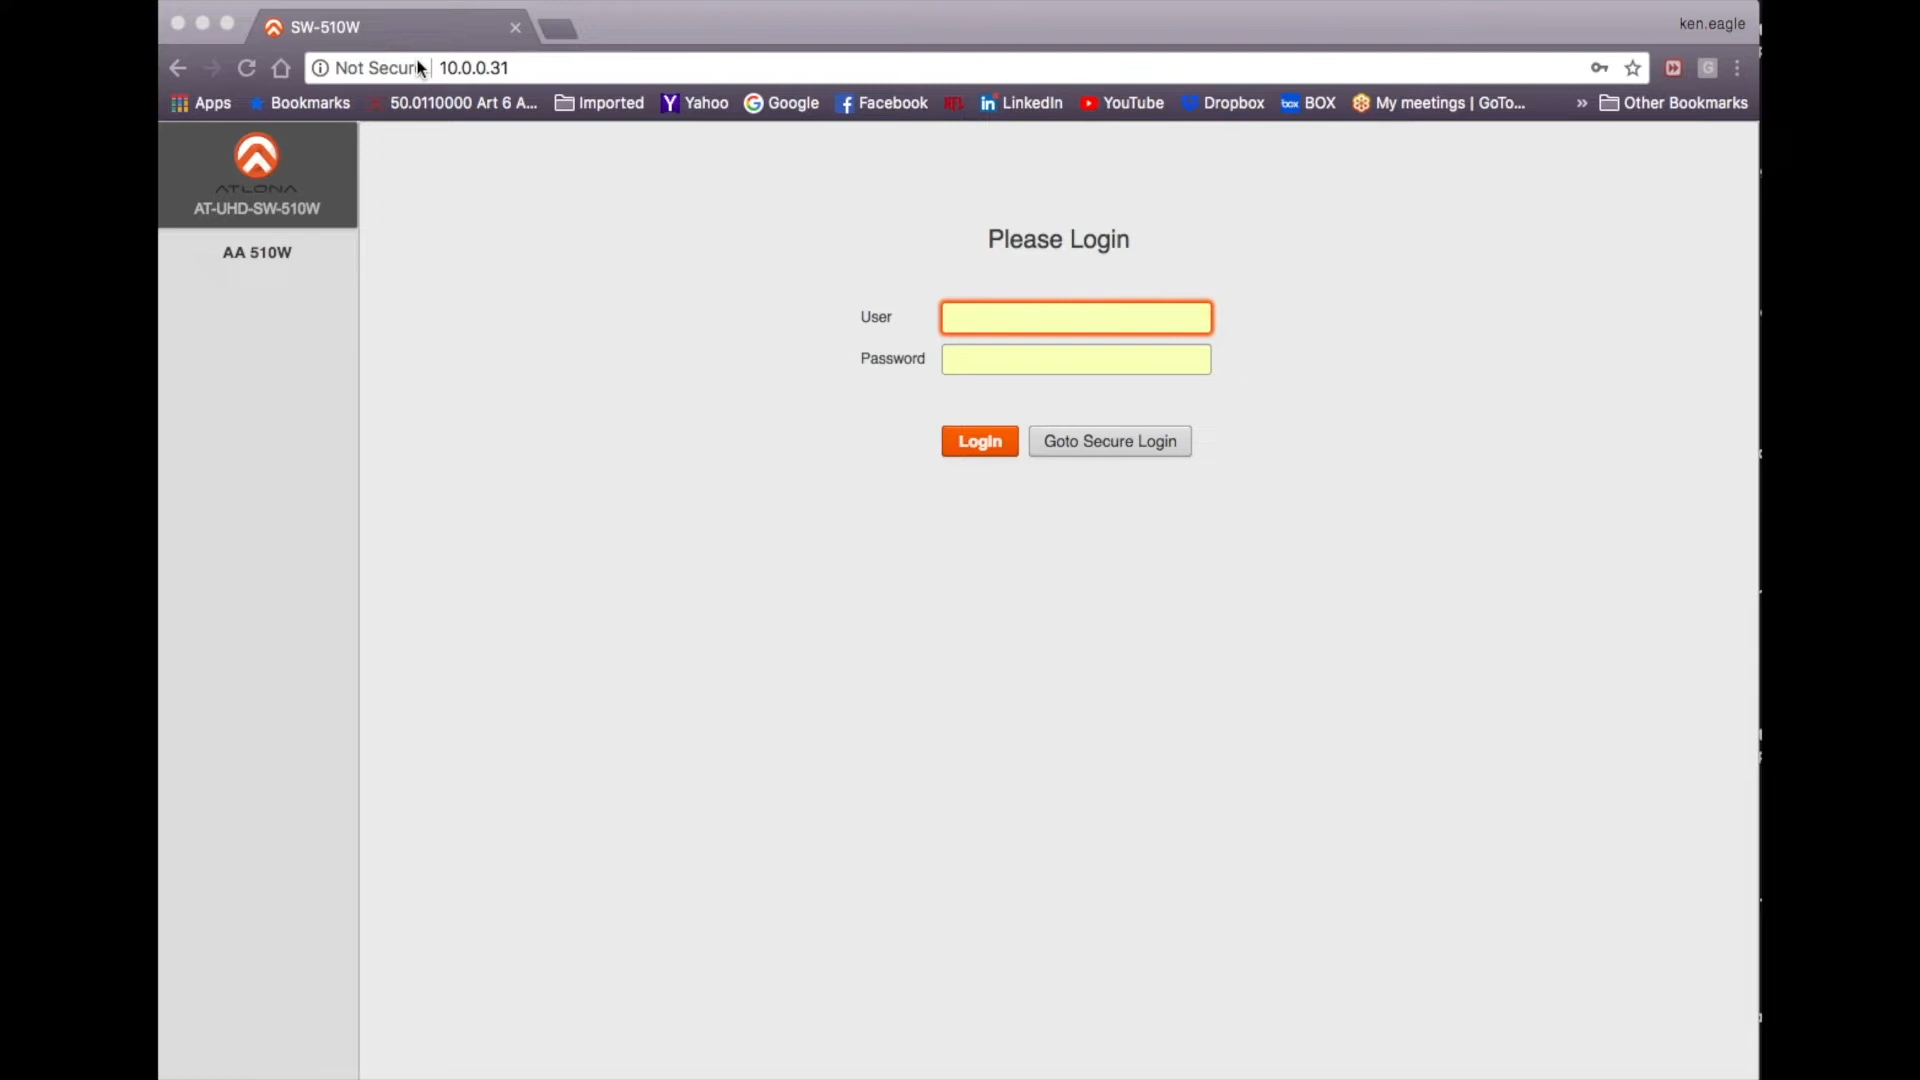 SW-510W
ken.eagle
Not Secure
10.0.0.31
Apps
Bookmarks
50.0110000 Art 6 A...
Imported
Yahoo
Google
Facebook
NFL
LinkedIn
YouTube
Dropbox
box BOX
My meetings | GoTo...
» Other Bookmarks
ATLONA
AT-UHD-SW-510W
AA 510W
Please Login
User
Password
Login
Goto Secure Login